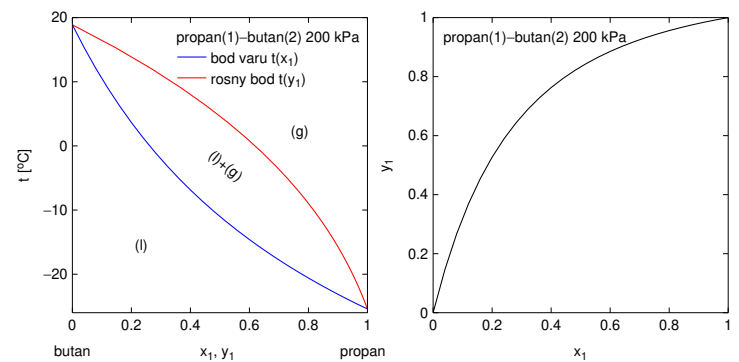 propan(1)−butan(2) 200 kPa
bod varu t(x₁)
rosny bod t(y₁)
20
10
0
−10
−20
t [°C]
(g)
(l)+(g)
(l)
0 0.2 0.4 0.6 0.8 1
butan x₁, y₁ propan
propan(1)−butan(2) 200 kPa
1
0.8
0.6
0.4
0.2
0
y₁
0 0.2 0.4 0.6 0.8 1
x₁